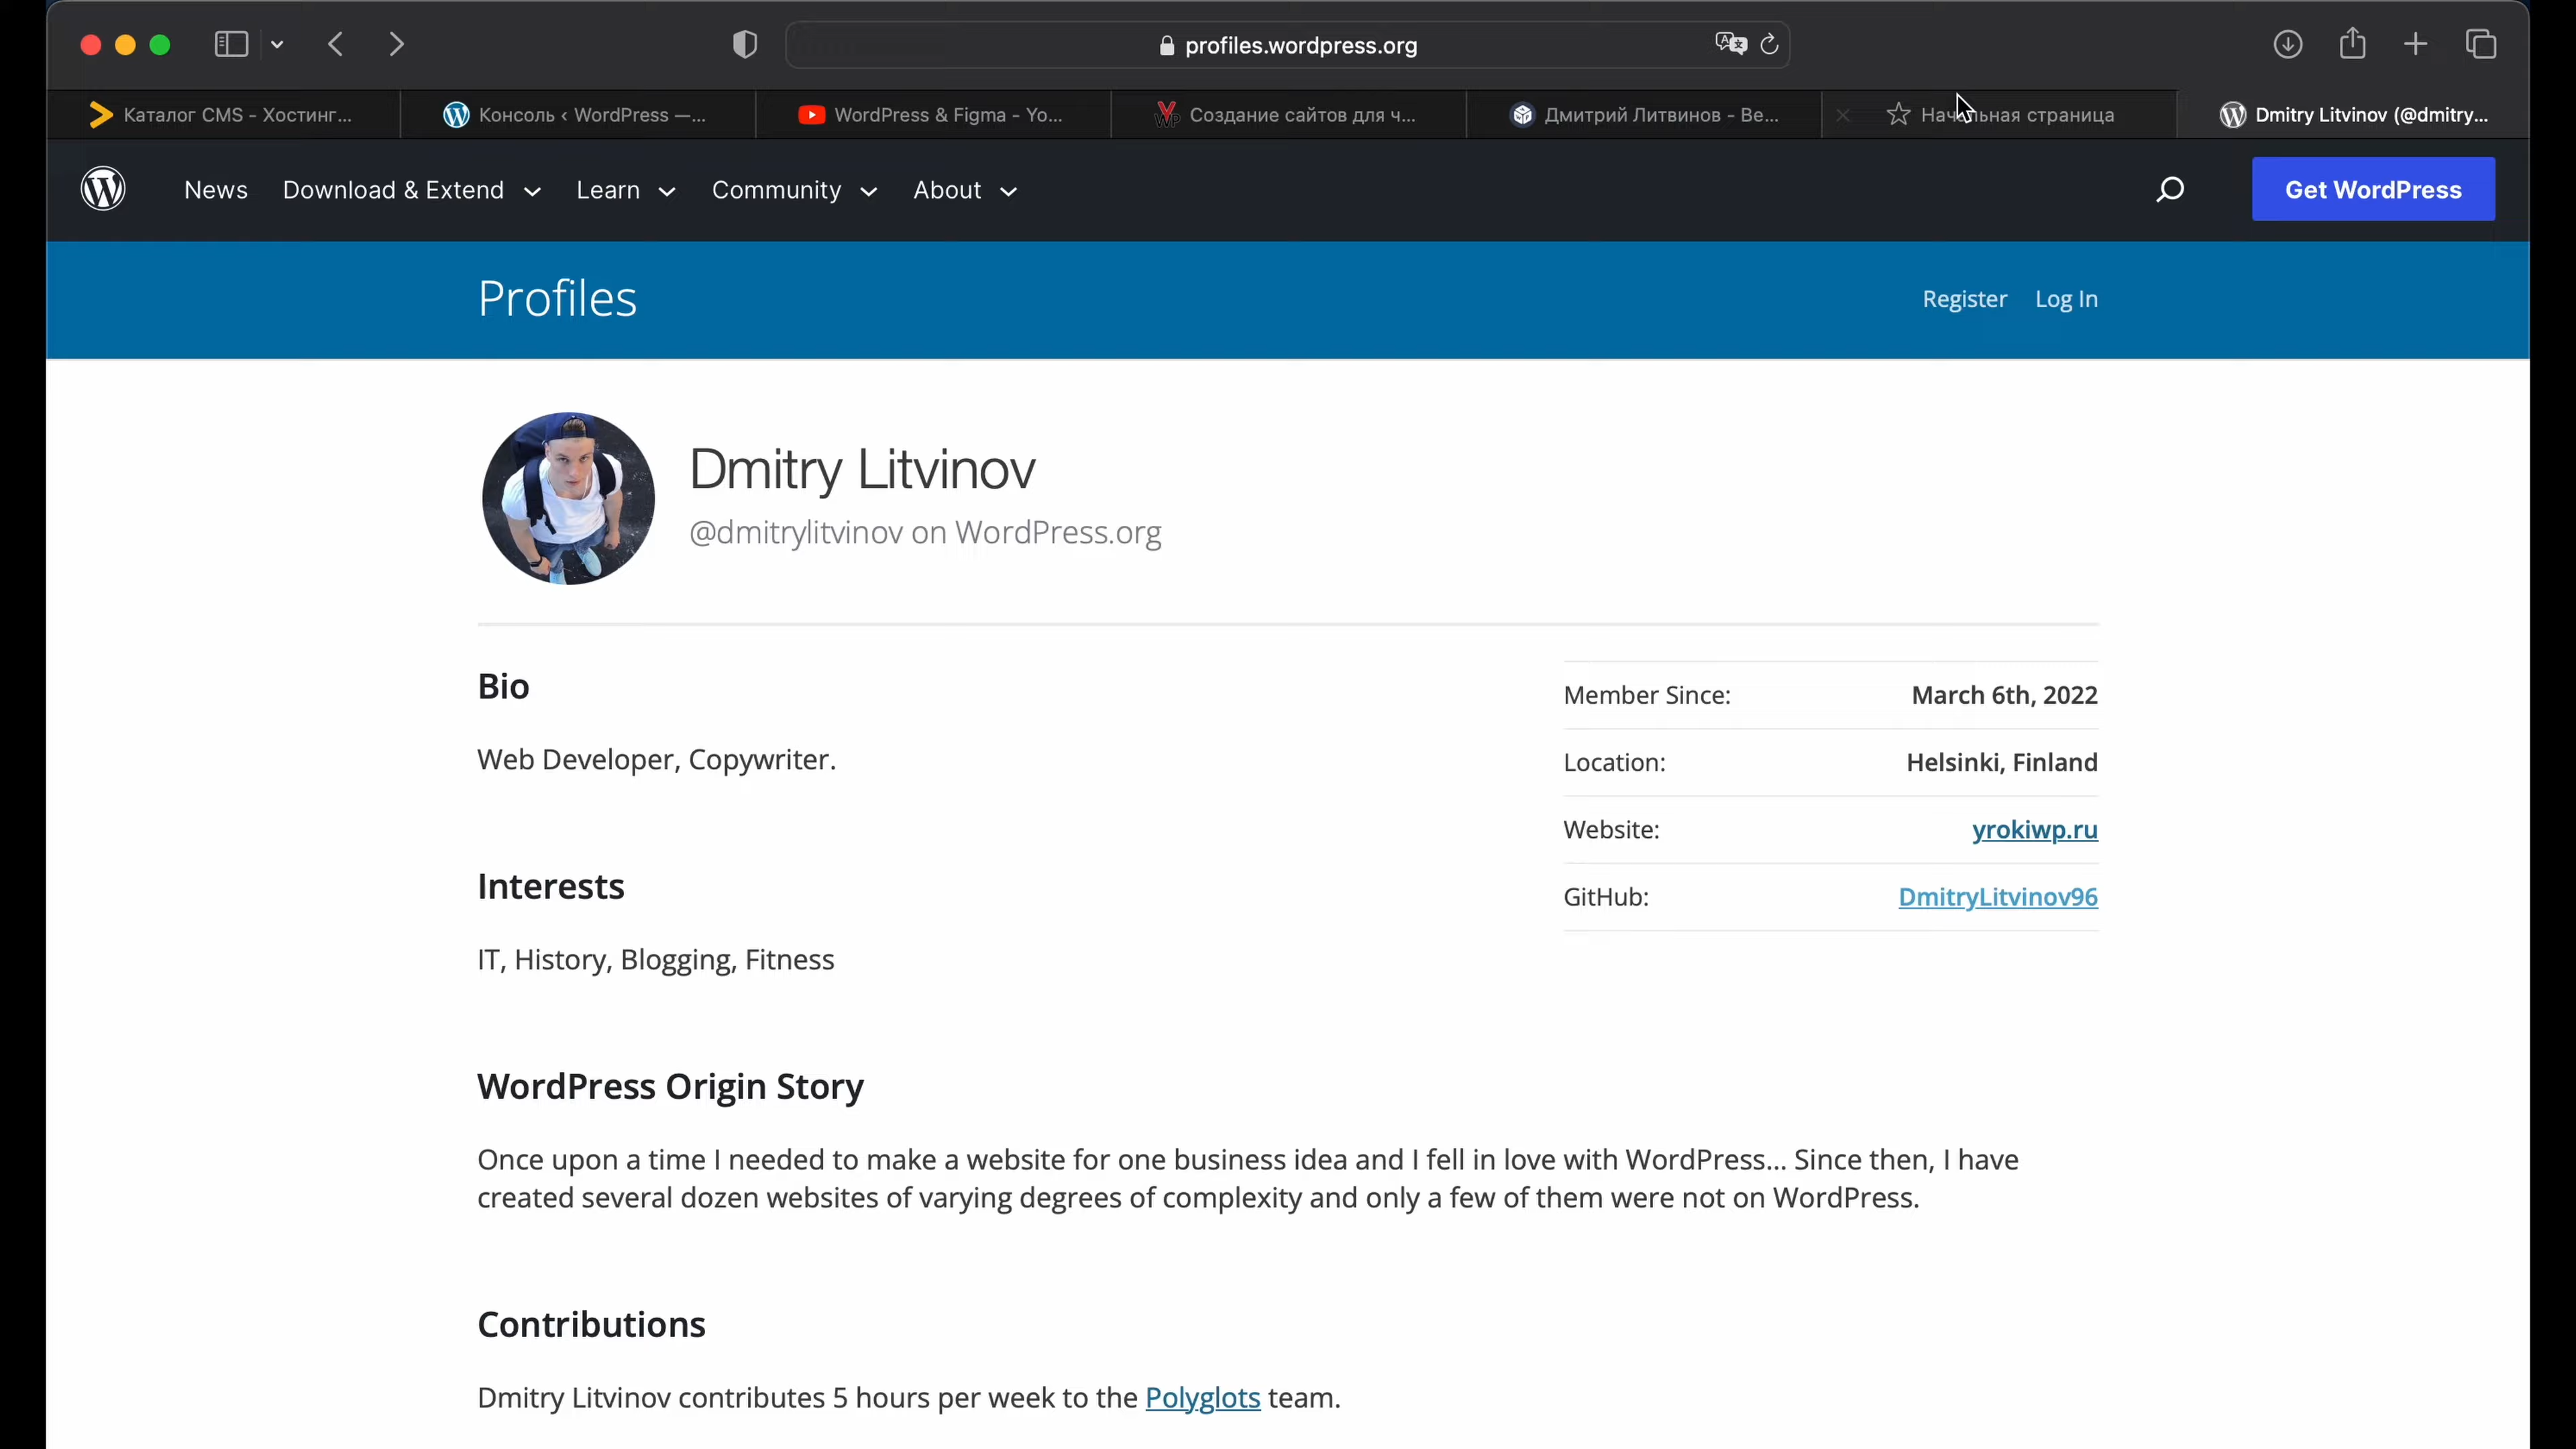 profiles.wordpress.org
Каталог CMS - Хостинг...
Консоль ‹ WordPress —...
WordPress & Figma - Yo...
Создание сайтов для ч...
Дмитрий Литвинов - Ве...
Начальная страница
Dmitry Litvinov (@dmitry...
News
Download & Extend
Learn
Community
About
Get WordPress
Profiles
Register
Log In
Dmitry Litvinov
@dmitrylitvinov on WordPress.org
Bio
Web Developer, Copywriter.
Member Since: March 6th, 2022
Location: Helsinki, Finland
Website: yrokiwp.ru
GitHub: DmitryLitvinov96
Interests
IT, History, Blogging, Fitness
WordPress Origin Story
Once upon a time I needed to make a website for one business idea and I fell in love with WordPress... Since then, I have
created several dozen websites of varying degrees of complexity and only a few of them were not on WordPress.
Contributions
Dmitry Litvinov contributes 5 hours per week to the Polyglots team.